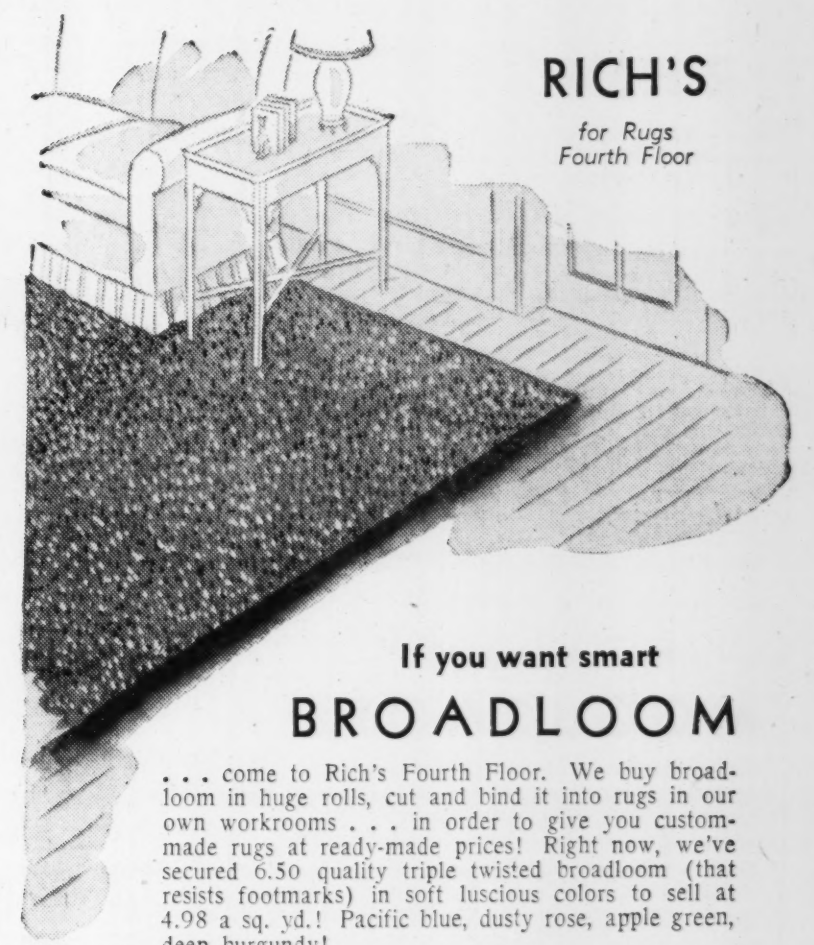 RICH'S
for Rugs
Fourth Floor
If you want smart
BROADLOOM
. . . come to Rich's Fourth Floor. We buy broad-
loom in huge rolls, cut and bind it into rugs in our
own workrooms . . . in order to give you custom-
made rugs at ready-made prices! Right now, we've
secured 6.50 quality triple twisted broadloom (that
resists footmarks) in soft luscious colors to sell at
4.98 a sq. yd.! Pacific blue, dusty rose, apple green,
deep burgundy!